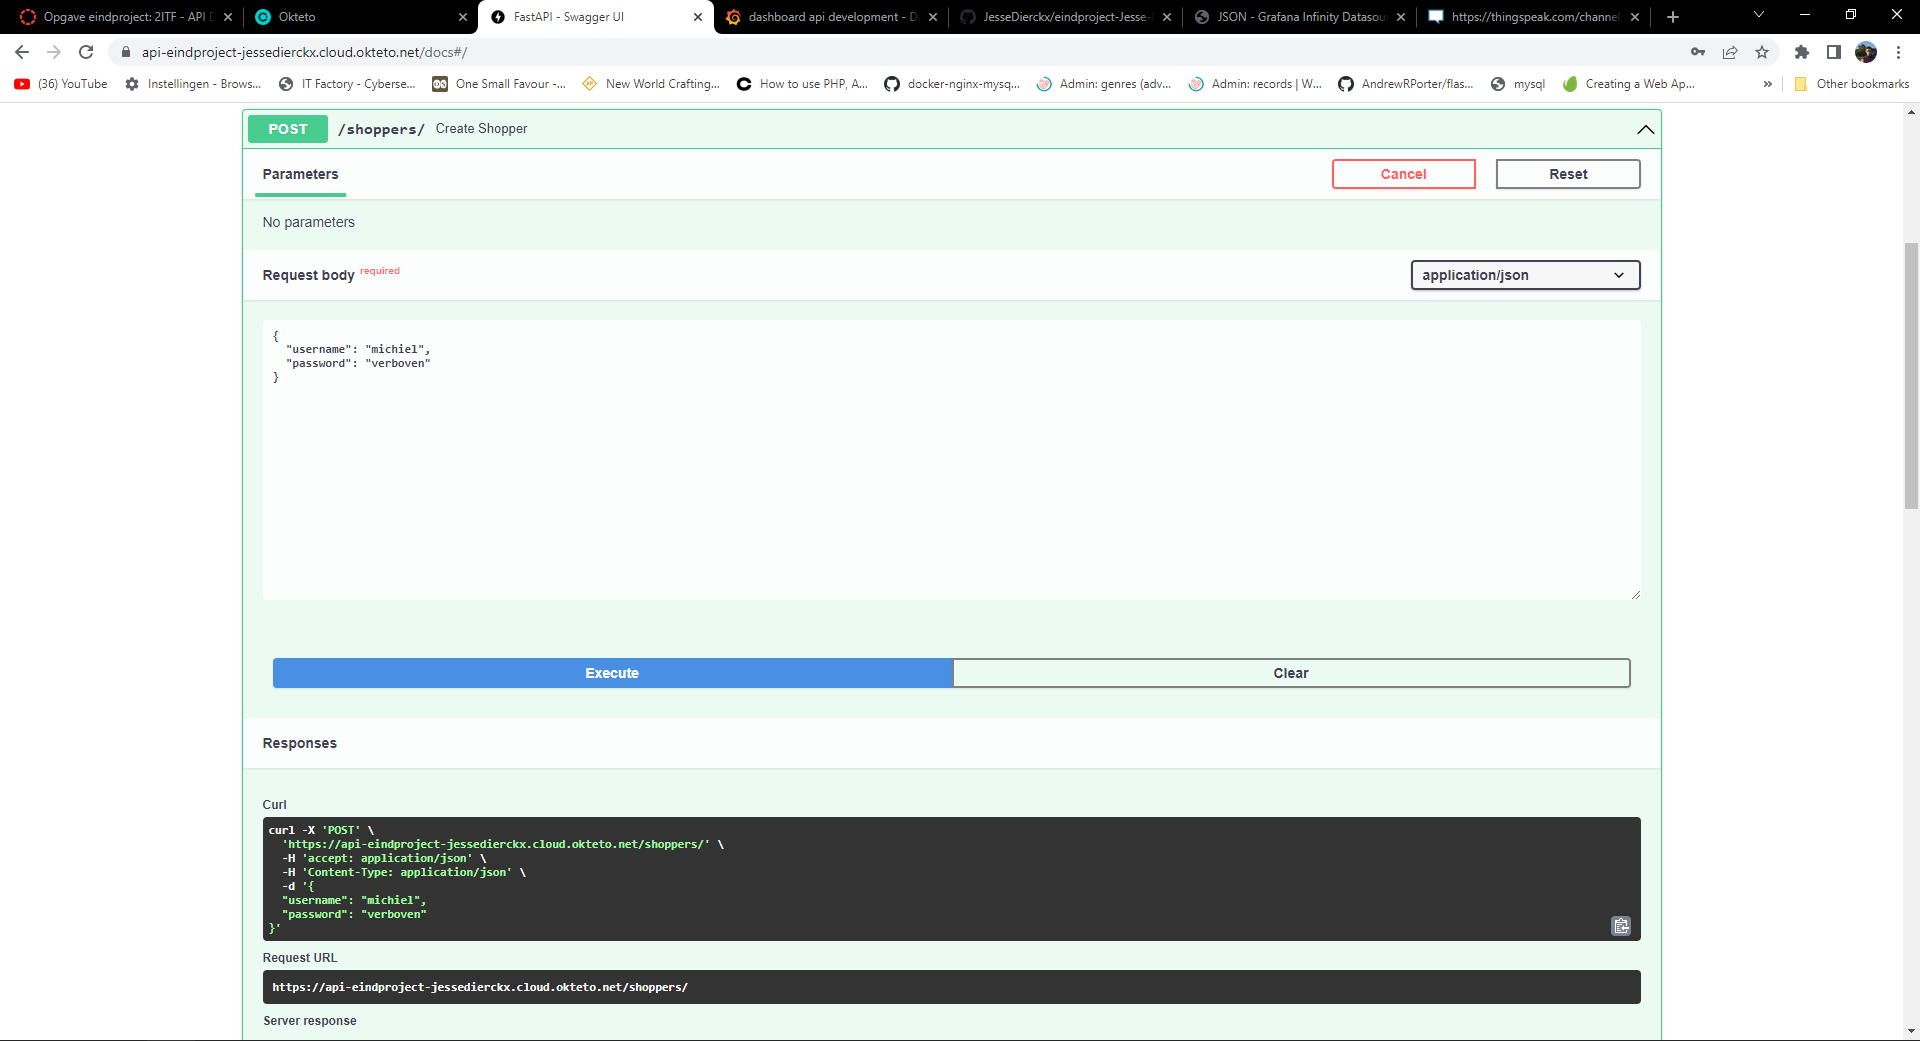 Opgave eindproject: 2ITF - API D
Okteto
FastAPI - Swagger UI
dashboard api development - D
JesseDierckx/eindproject-Jesse-
JSON - Grafana Infinity Datasou
https://thingspeak.com/channe
api-eindproject-jessedierckx.cloud.okteto.net/docs#/
(36) YouTube
Instellingen - Brows...
IT Factory - Cyberse...
One Small Favour -...
New World Crafting...
How to use PHP, A...
docker-nginx-mysq...
Admin: genres (adv...
Admin: records | W...
AndrewRPorter/flas...
mysql
Creating a Web Ap...
»
Other bookmarks
POST /shoppers/ Create Shopper
Parameters
Cancel
Reset
No parameters
Request body required
application/json
{
"username": "michiel",
"password": "verboven"
}
Execute
Clear
Responses
Curl
curl -X 'POST' \
'https://api-eindproject-jessedierckx.cloud.okteto.net/shoppers/' \
-H 'accept: application/json' \
-H 'Content-Type: application/json' \
-d '{
"username": "michiel",
"password": "verboven"
}'
Request URL
https://api-eindproject-jessedierckx.cloud.okteto.net/shoppers/
Server response